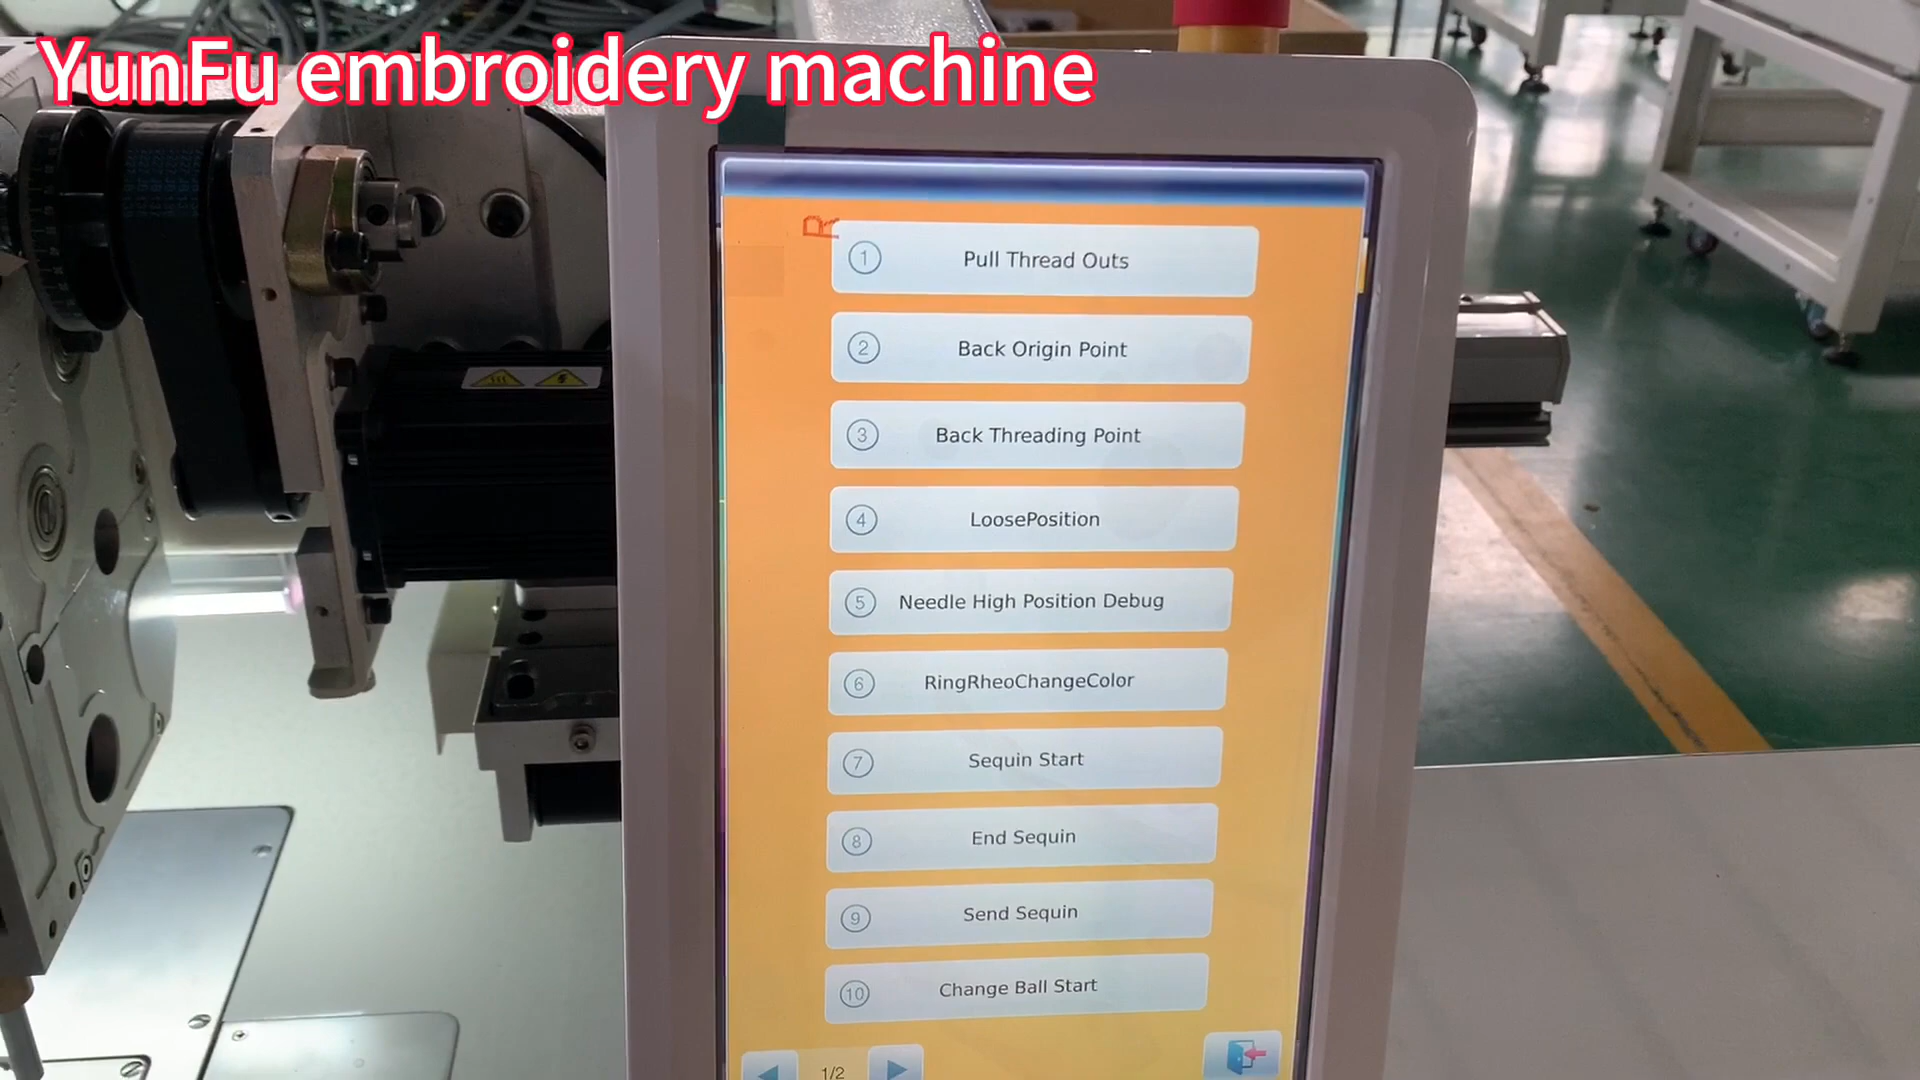 YunFu embroidery machine
1 Pull Thread Outs
2 Back Origin Point
3 Back Threading Point
4 LoosePosition
5 Needle High Position Debug
6 RingRheoChangeColor
7 Sequin Start
8 End Sequin
9 Send Sequin
10 Change Ball Start
1/2